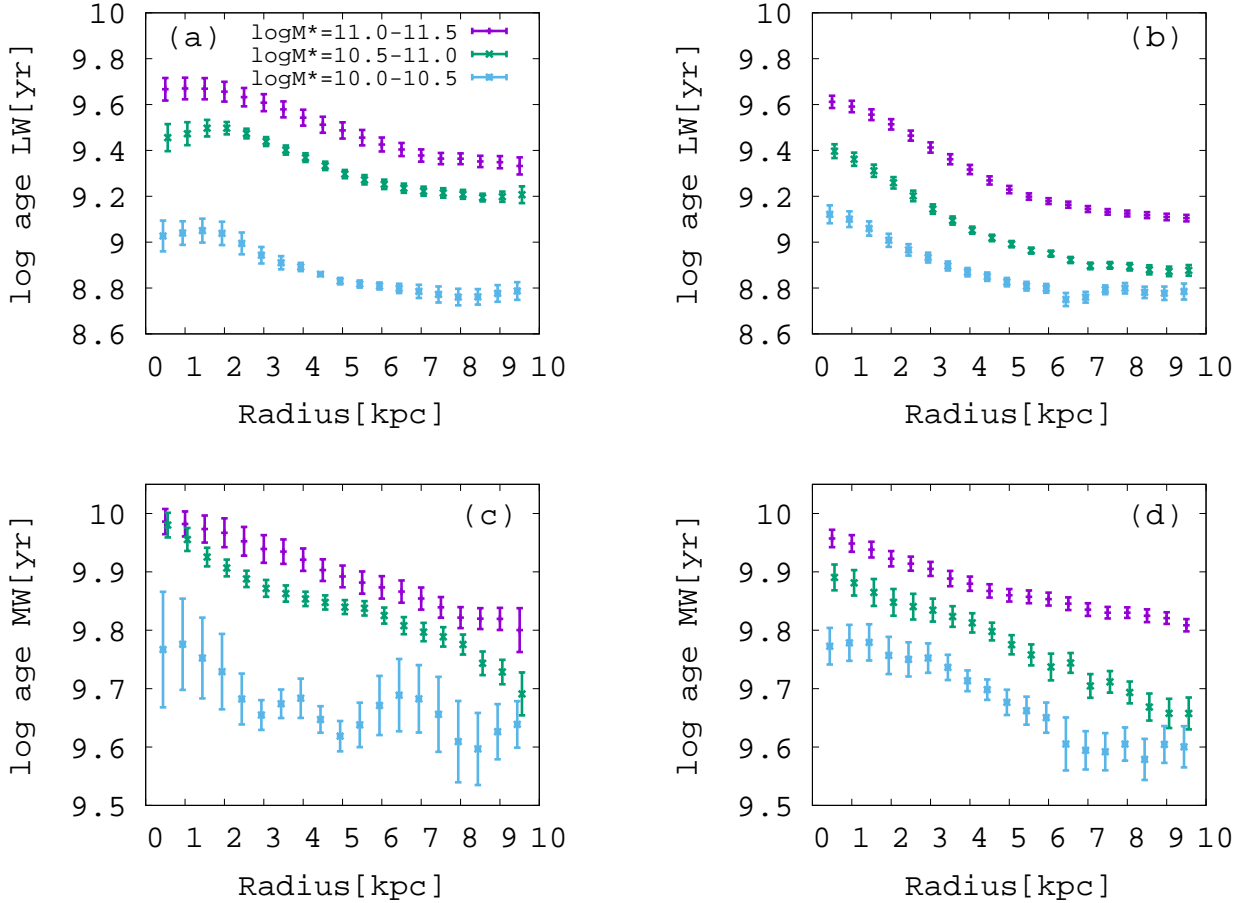 (a)
logM*=11.0-11.5
logM*=10.5-11.0
logM*=10.0-10.5
log age LW[yr]
10
9.8
9.6
9.4
9.2
9
8.8
8.6
0 1 2 3 4 5 6 7 8 9 10
Radius[kpc]
(b)
log age LW[yr]
10
9.8
9.6
9.4
9.2
9
8.8
8.6
0 1 2 3 4 5 6 7 8 9 10
Radius[kpc]
(c)
log age MW[yr]
10
9.9
9.8
9.7
9.6
9.5
0 1 2 3 4 5 6 7 8 9 10
Radius[kpc]
(d)
log age MW[yr]
10
9.9
9.8
9.7
9.6
9.5
0 1 2 3 4 5 6 7 8 9 10
Radius[kpc]